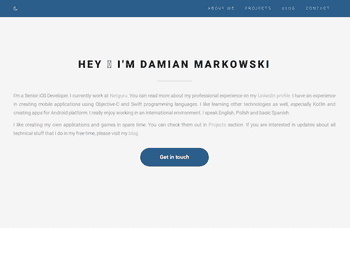 ABOUT ME PROJECTS BLOG CONTACT
HEY I'M DAMIAN MARKOWSKI
I'm a Senior iOS Developer. I currently work at Netguru. You can read more about my professional experience on my LinkedIn profile. I have an experience
in creating mobile applications using Objective-C and Swift programming languages. I like learning other technologies as well, especially Kotlin and
creating apps for Android platform. I really enjoy working in an international environment. I speak English, Polish and basic Spanish.
I like creating my own applications and games in spare time. You can check them out in Projects section. If you are interested in updates about all
technical stuff that I do in my free time, please visit my blog.
Get in touch